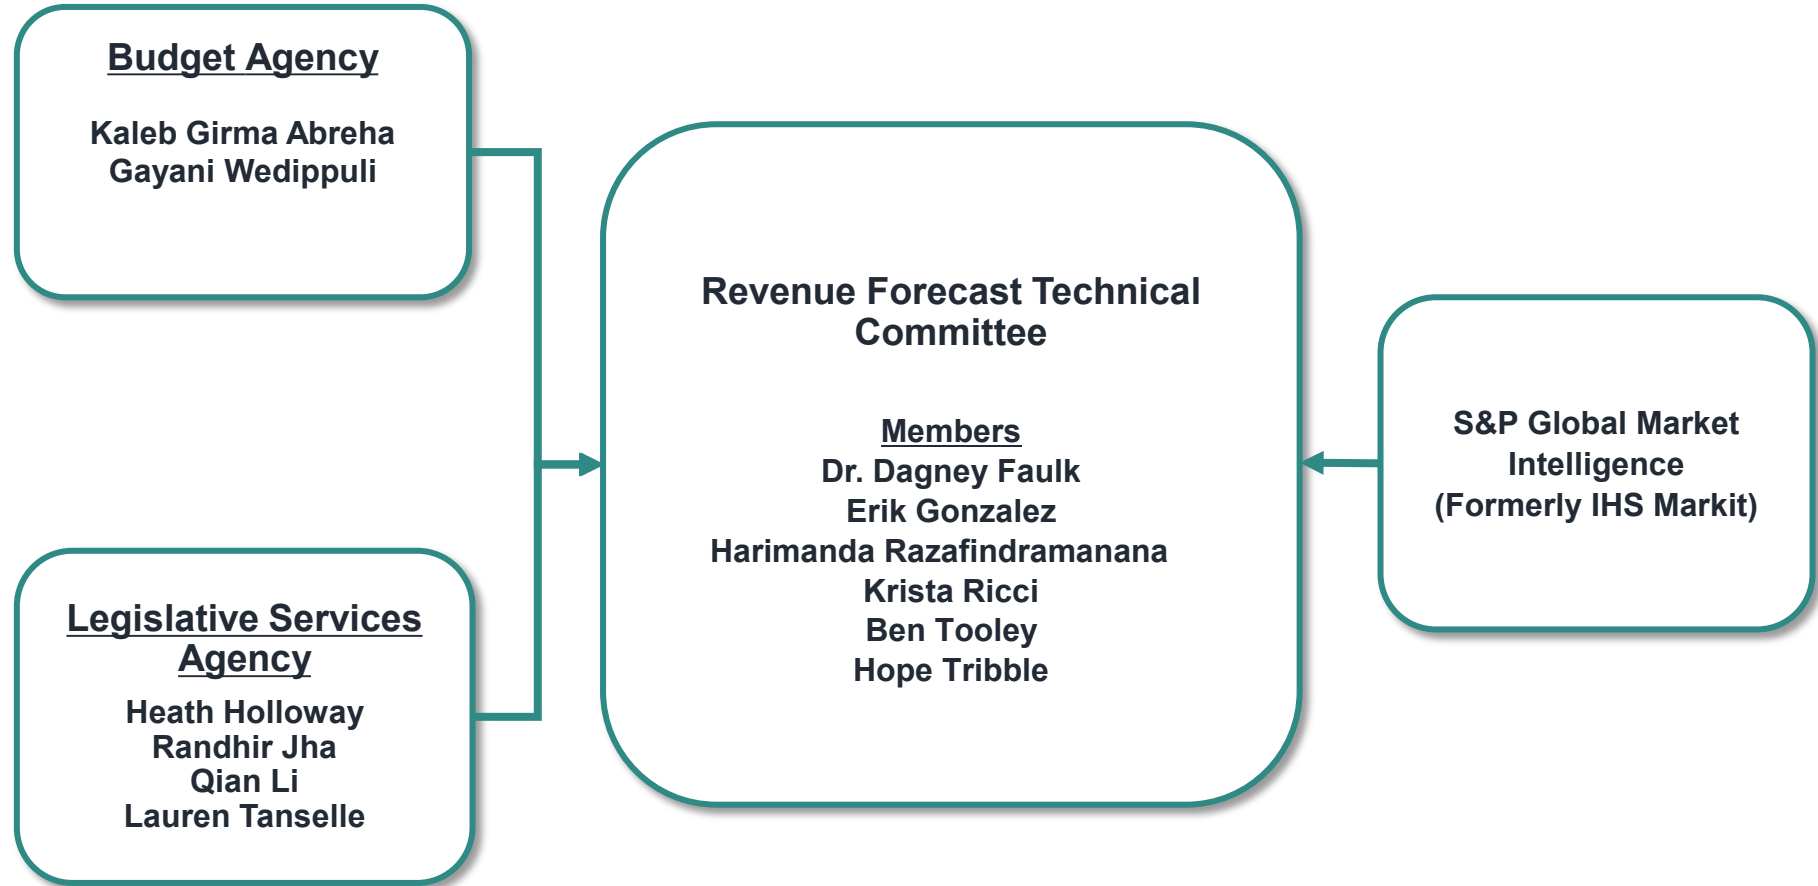 Budget Agency
Kaleb Girma Abreha
Gayani Wedippuli
Legislative Services
Agency
Heath Holloway
Randhir Jha
Qian Li
Lauren Tanselle
Revenue Forecast Technical
Committee
Members
Dr. Dagney Faulk
Erik Gonzalez
Harimanda Razafindramanana
Krista Ricci
Ben Tooley
Hope Tribble
S&P Global Market
Intelligence
(Formerly IHS Markit)